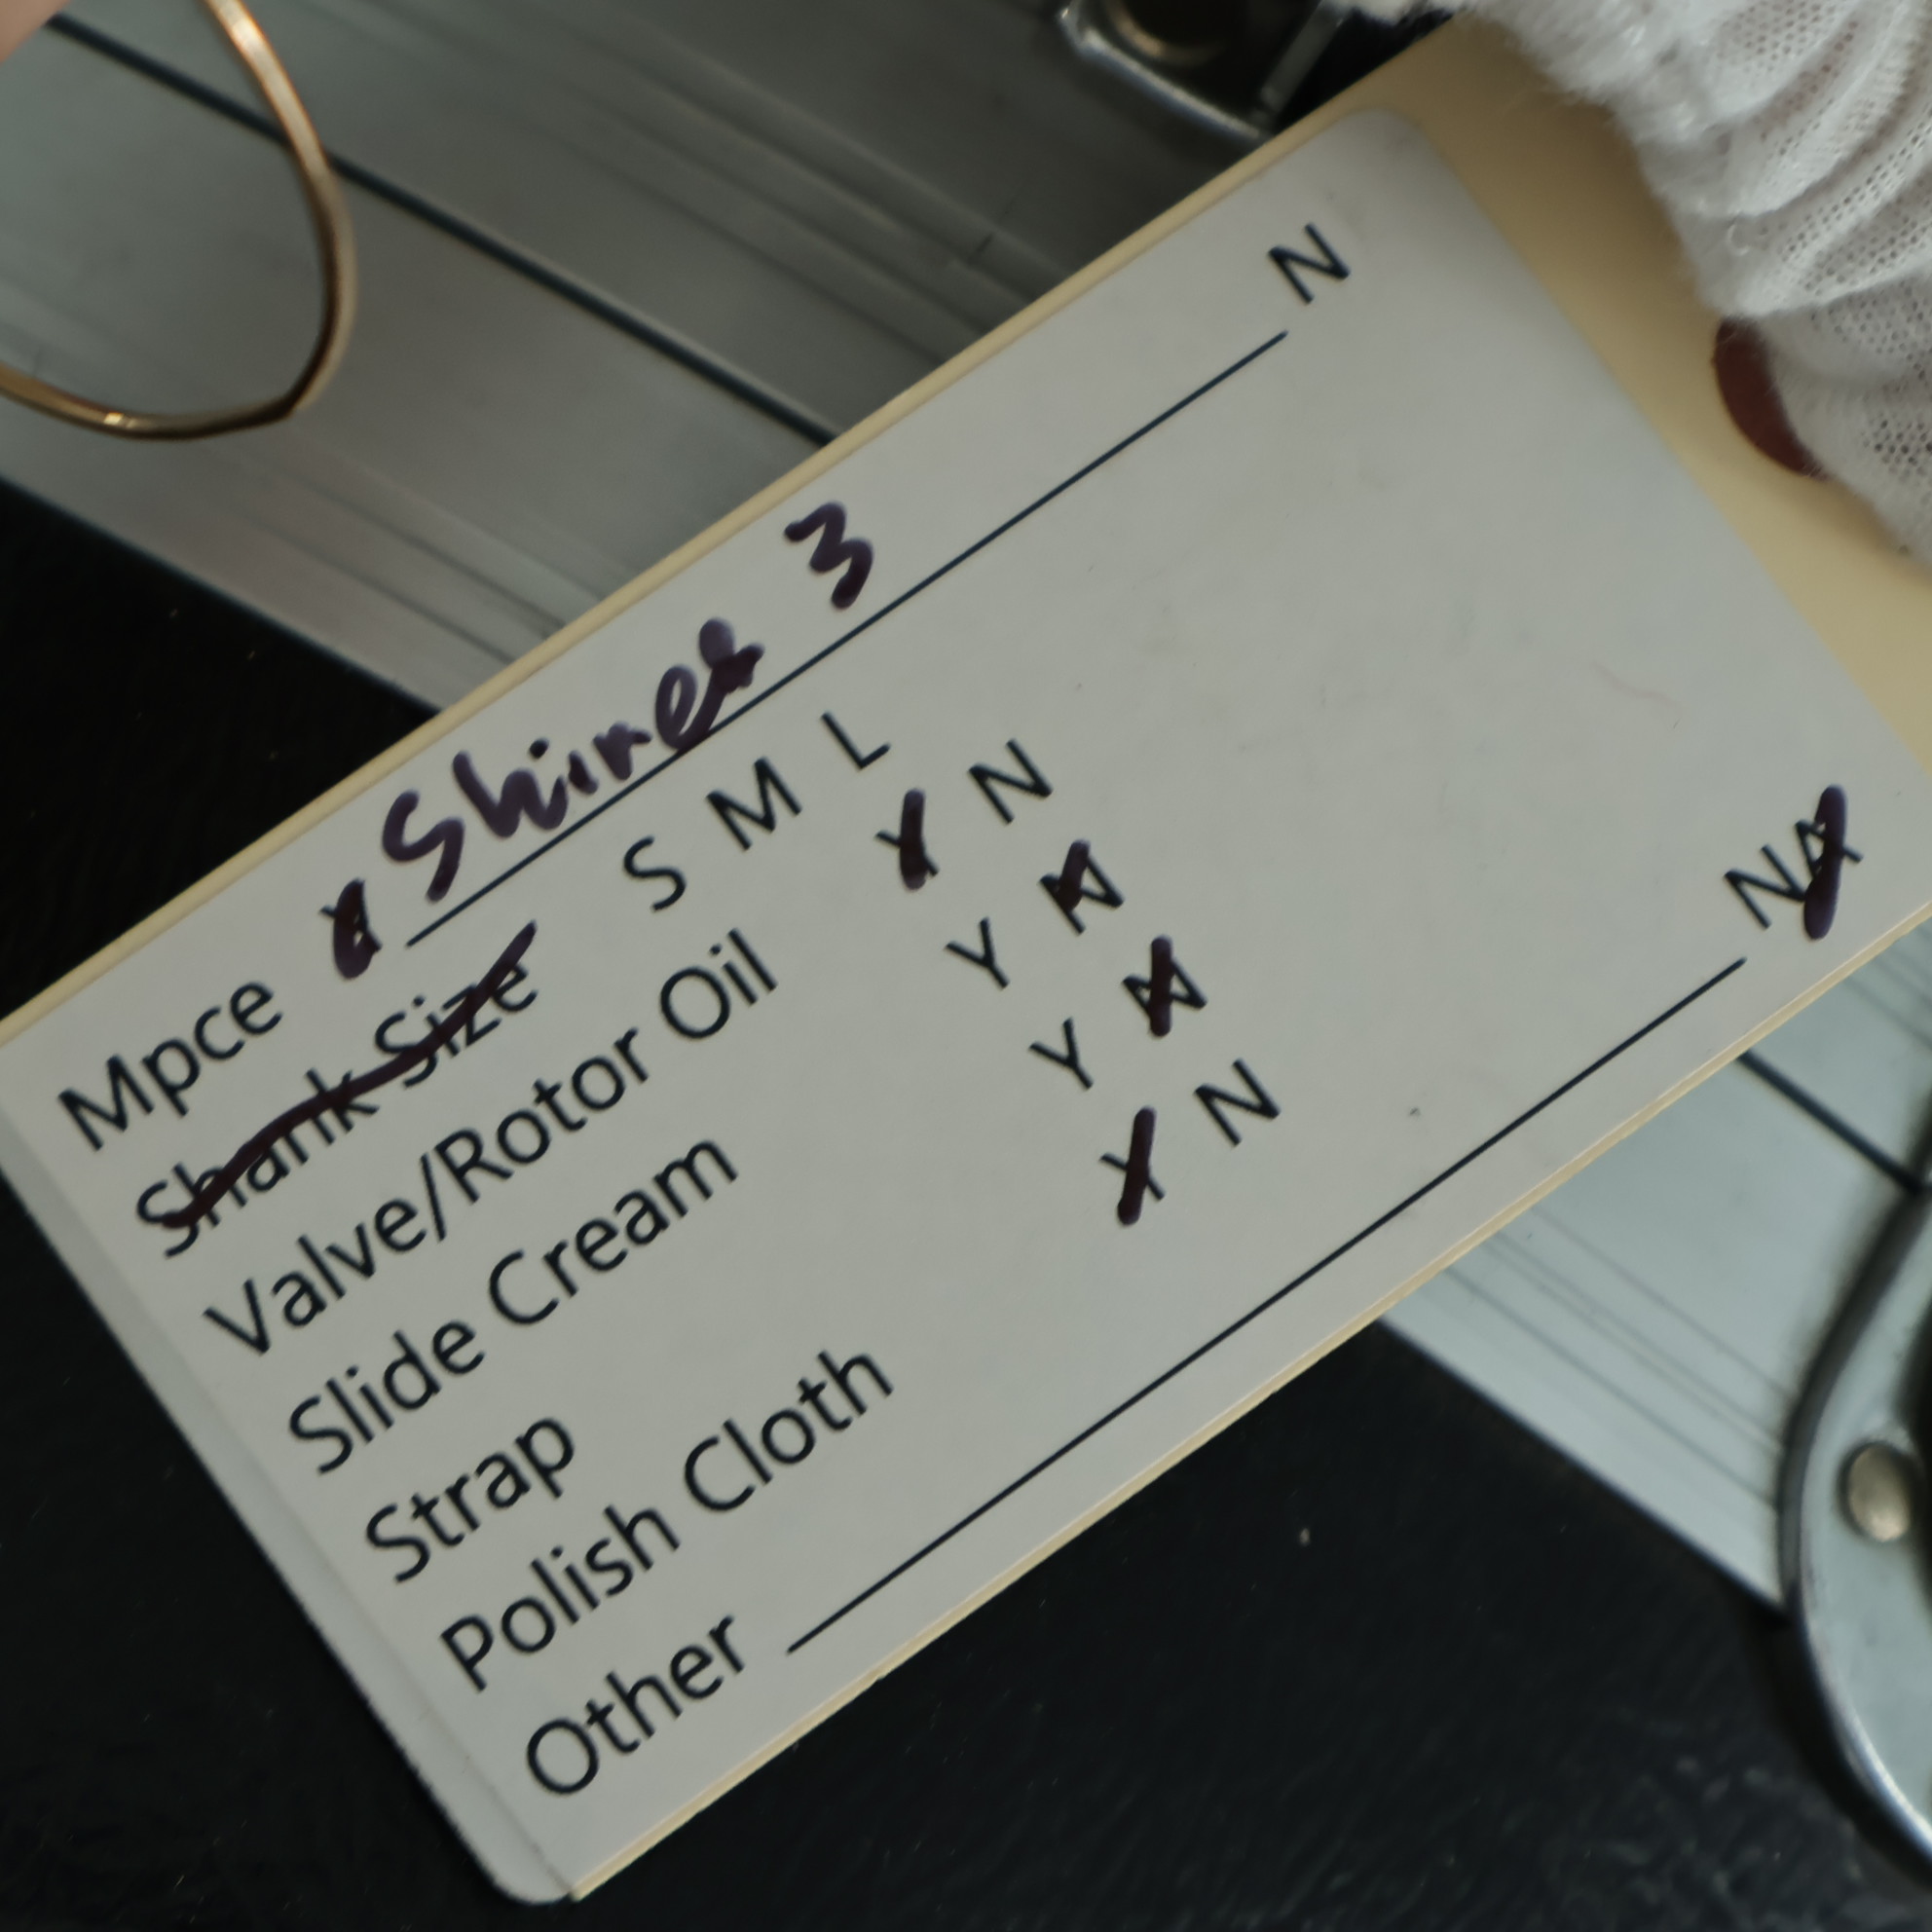 Mpce Y Shires 3 N
Shank Size S M L
Valve/Rotor Oil Y N
Slide Cream Y N
Strap Y N
Polish Cloth Y N
Other NA